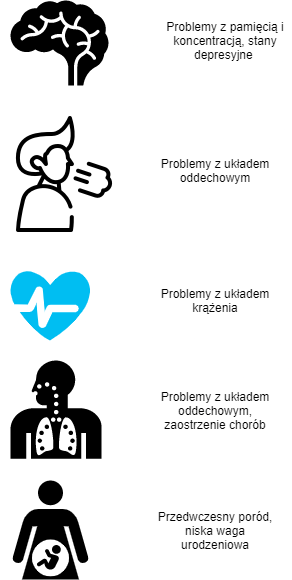 Problemy z pamięcią i
koncentracją, stany
depresyjne
Problemy z układem
oddechowym
Problemy z układem
krążenia
Problemy z układem
oddechowym,
zaostrzenie chorób
Przedwczesny poród,
niska waga
urodzeniowa